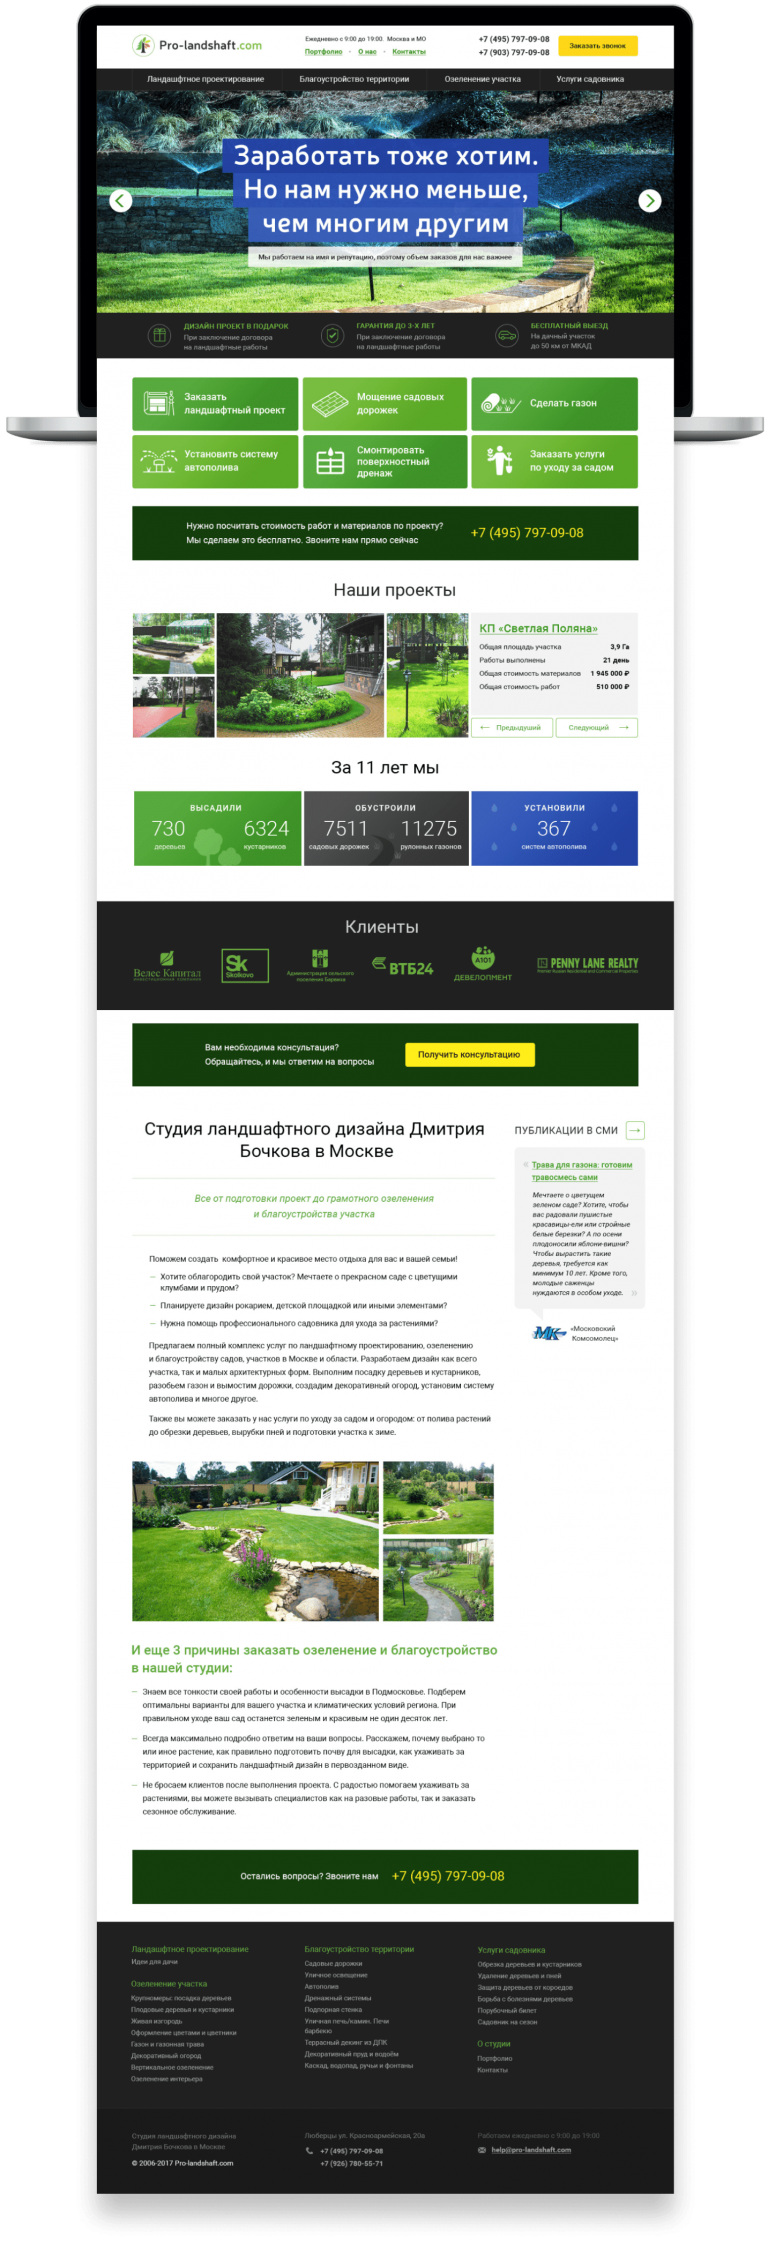 Pro-landshaft.com
Ежедневно с 9:00 до 19:00. Москва и МО
Портфолио • О нас • Контакты
+7 (495) 797-09-08
+7 (903) 797-09-08
Заказать звонок
Ландашфтное проектирование
Благоустройство территории
Озеленение участка
Услуги садовника
Заработать тоже хотим.
Но нам нужно меньше,
чем многим другим
Мы работаем на имя и репутацию, поэтому объем заказов для нас важнее
ДИЗАЙН ПРОЕКТ В ПОДАРОК
При заключение договора
на ландшафтные работы
ГАРАНТИЯ ДО 3-Х ЛЕТ
При заключение договора
на ландшафтные работы
БЕСПЛАТНЫЙ ВЫЕЗД
На дачный участок
до 50 км от МКАД
Заказать
ландшафтный проект
Мощение садовых
дорожек
Сделать газон
Установить систему
автополива
Смонтировать
поверхностный
дренаж
Заказать услуги
по уходу за садом
Нужно посчитать стоимость работ и материалов по проекту?
Мы сделаем это бесплатно. Звоните нам прямо сейчас
+7 (495) 797-09-08
Наши проекты
КП «Светлая Поляна»
Общая площадь участка 3,9 Га
Работы выполнены 21 день
Общая стоимость материалов 1 945 000 ₽
Общая стоимость работ 510 000 ₽
← Предыдуший
Следующий →
За 11 лет мы
ВЫСАДИЛИ
730 6324
деревьев кустарников
ОБУСТРОИЛИ
7511 11275
садовых дорожек рулонных газонов
УСТАНОВИЛИ
367
систем автополива
Клиенты
Велес Капитал
ИНВЕСТИЦИОННАЯ КОМПАНИЯ
Sk
Skolkovo
Администрация сельского
поселения Барвиха
ВТБ24
А101
ДЕВЕЛОПМЕНТ
PENNY LANE REALTY
Premier Russian Residential and Commercial Properties
Вам необходима консультация?
Обращайтесь, и мы ответим на вопросы
Получить консультацию
Студия ландшафтного дизайна Дмитрия
Бочкова в Москве
Все от подготовки проект до грамотного озеленения
и благоустройства участка
Поможем создать комфортное и красивое место отдыха для вас и вашей семьи!
— Хотите облагородить свой участок? Мечтаете о прекрасном саде с цветущими
клумбами и прудом?
— Планируете дизайн рокарием, детской площадкой или иными элементами?
— Нужна помощь профессионального садовника для ухода за растениями?
Предлагаем полный комплекс услуг по ландшафтному проектированию, озеленению
и благоустройству садов, участков в Москве и области. Разработаем дизайн как всего
участка, так и малых архитектурных форм. Выполним посадку деревьев и кустарников,
разобьем газон и вымостим дорожки, создадим декоративный огород, установим систему
автополива и многое другое.
Также вы можете заказать у нас услуги по уходу за садом и огородом: от полива растений
до обрезки деревьев, вырубки пней и подготовки участка к зиме.
ПУБЛИКАЦИИ В СМИ →
« Трава для газона: готовим
травосмесь сами
Мечтаете о цветущем
зеленом саде? Хотите, чтобы
вас радовали пушистые
красавицы-ели или стройные
белые березки? А по осени
плодоносили яблони-вишни?
Чтобы вырастить такие
деревья, требуется как
минимум 10 лет. Кроме того,
молодые саженцы
нуждаются в особом уходе. »
МК
«Московский
Комсомолец»
И еще 3 причины заказать озеленение и благоустройство
в нашей студии:
— Знаем все тонкости своей работы и особенности высадки в Подмосковье. Подберем
оптимальны варианты для вашего участка и климатических условий региона. При
правильном уходе ваш сад останется зеленым и красивым не один десяток лет.
— Всегда максимально подробно ответим на ваши вопросы. Расскажем, почему выбрано то
или иное растение, как правильно подготовить почву для высадки, как ухаживать за
территорией и сохранить ландшафтный дизайн в первозданном виде.
— Не бросаем клиентов после выполнения проекта. С радостью помогаем ухаживать за
растениями, вы можете вызывать специалистов как на разовые работы, так и заказать
сезонное обслуживание.
Остались вопросы? Звоните нам +7 (495) 797-09-08
Ландашфтное проектирование
Идеи для дачи
Озеленение участка
Крупномеры: посадка деревьев
Плодовые деревья и кустарники
Живая изгородь
Оформление цветами и цветники
Газон и газонная трава
Декоративный огород
Вертикальное озеленение
Озеленение интерьера
Благоустройство территории
Садовые дорожки
Уличное освещение
Автополив
Дренажный системы
Подпорная стенка
Уличная печь/камин. Печи
барбекю
Террасный декинг из ДПК
Декоративный пруд и водоём
Каскад, водопад, ручьи и фонтаны
Услуги садовника
Обрезка деревьев и кустарников
Удаление деревьев и пней
Защита деревьев от короедов
Борьба с болезнями деревьев
Порубочный билет
Садовник на сезон
О студии
Портфолио
Контакты
Студия ландшафтного дизайна
Дмитрия Бочкова в Москве
© 2006-2017 Pro-landshaft.com
Люберцы ул. Красноармейская, 20а
+7 (495) 797-09-08
+7 (926) 780-55-71
Работаем ежедневно с 9:00 до 19:00
help@pro-landshaft.com